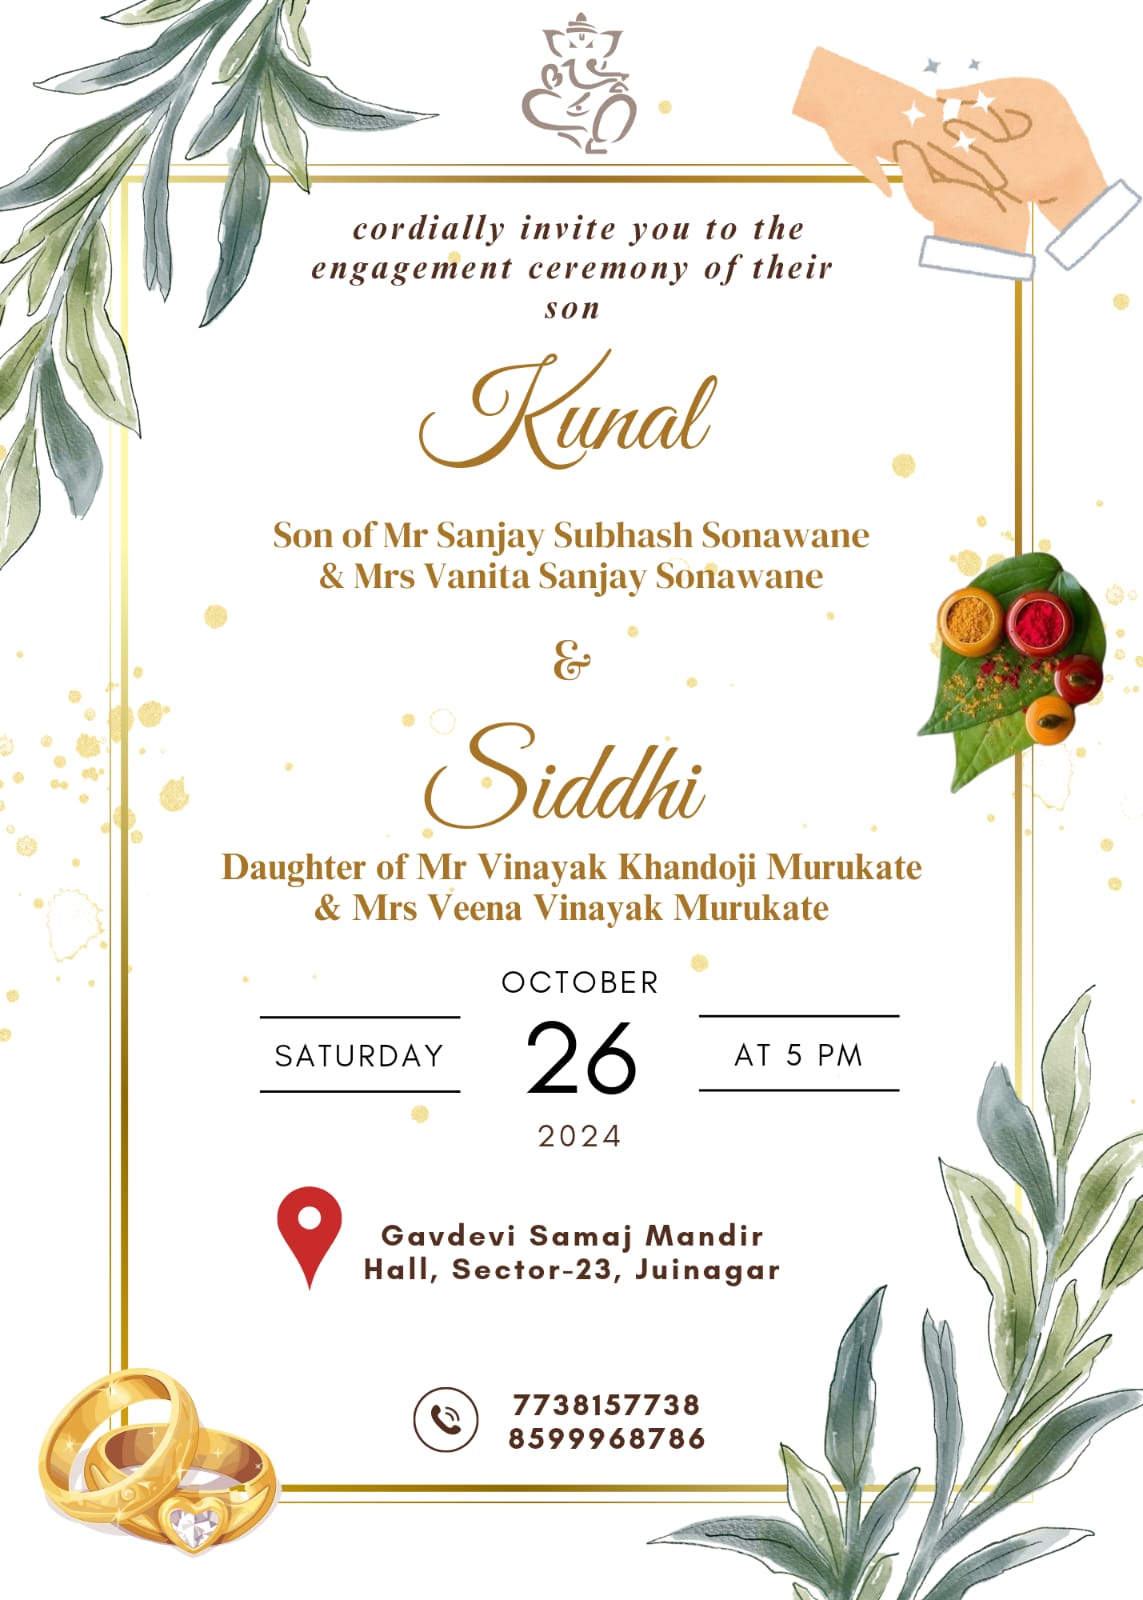 cordially invite you to the
engagement ceremony of their
son
Kunal
Son of Mr Sanjay Subhash Sonawane
& Mrs Vanita Sanjay Sonawane
&
Siddhi
Daughter of Mr Vinayak Khandoji Murukate
& Mrs Veena Vinayak Murukate
OCTOBER
SATURDAY 26 AT 5 PM
2024
Gavdevi Samaj Mandir
Hall, Sector-23, Juinagar
7738157738
8599968786